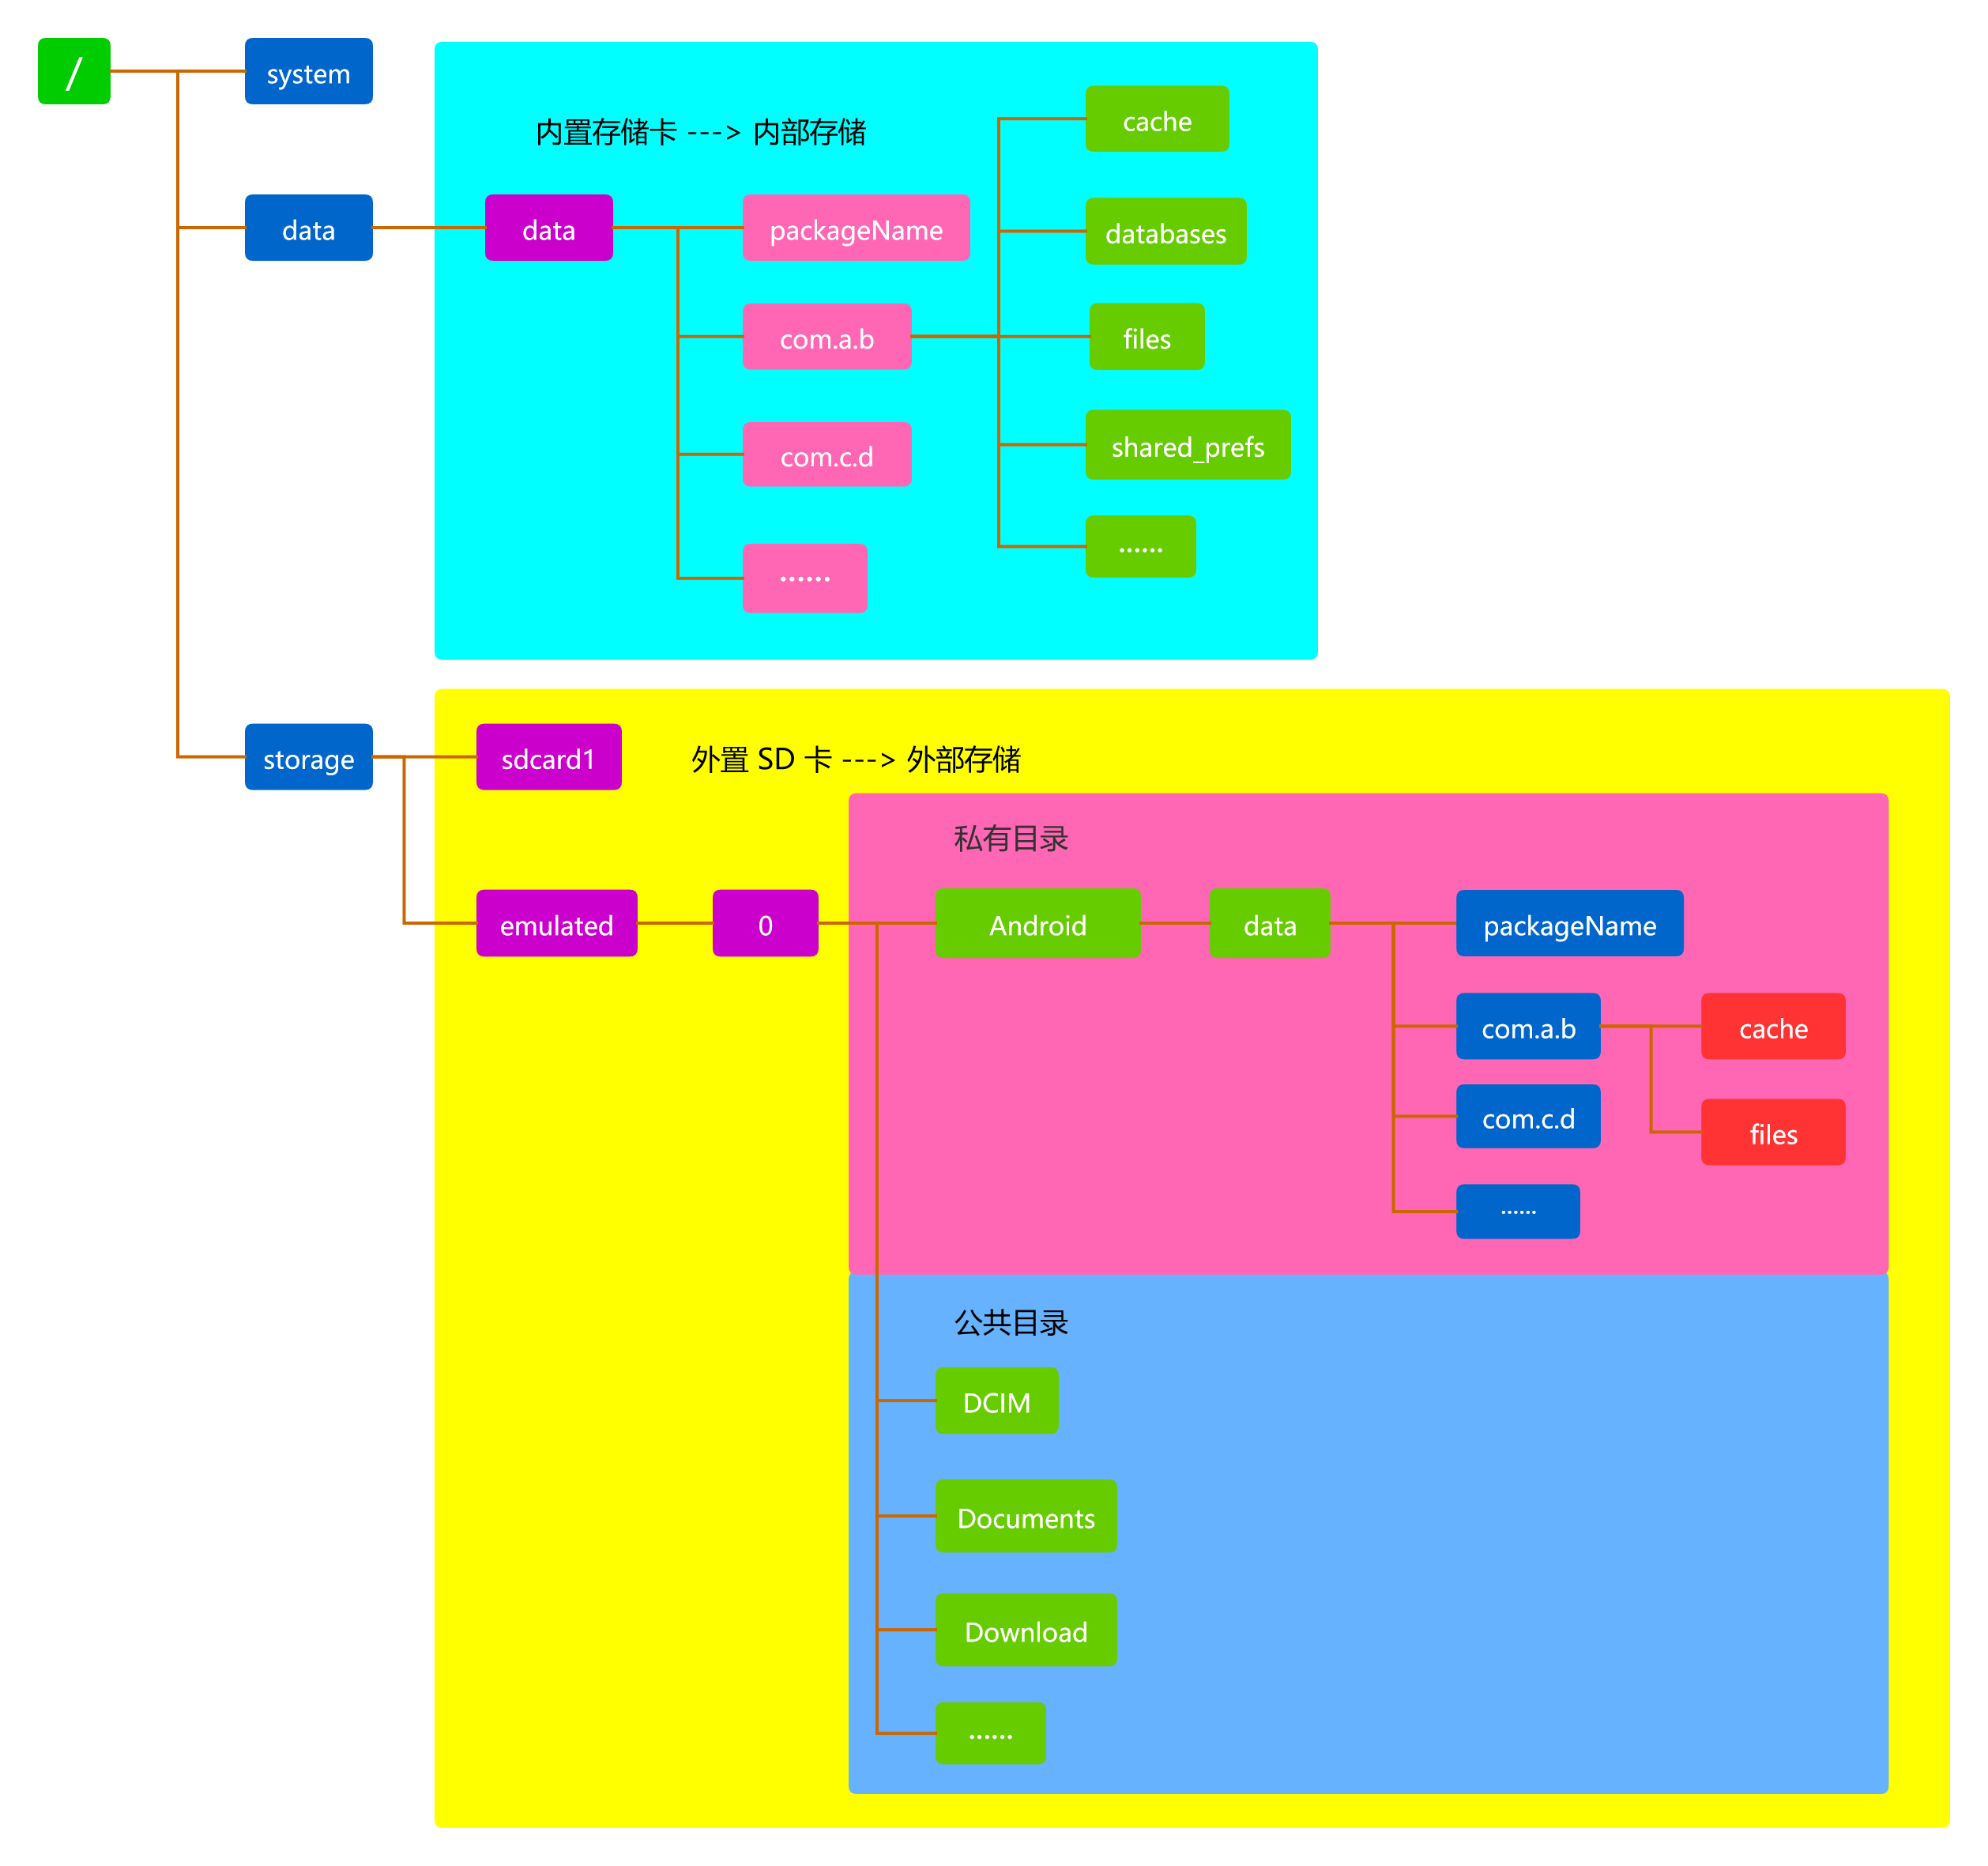 /
system
内置存储卡 ---> 内部存储
cache
data
data
packageName
databases
com.a.b
files
com.c.d
shared_prefs
......
......
storage
sdcard1
外置 SD 卡 ---> 外部存储
私有目录
emulated
0
Android
data
packageName
com.a.b
cache
com.c.d
files
......
公共目录
DCIM
Documents
Download
......